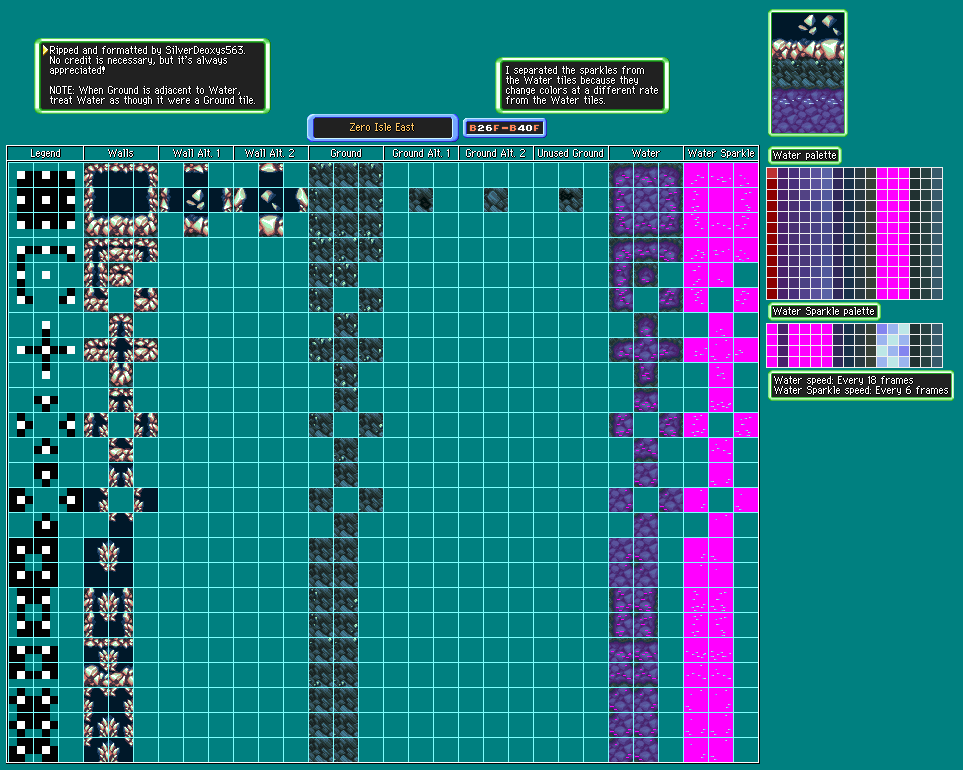 Ripped and formatted by SilverDeoxys563.
No credit is necessary, but it's always
appreciated!
NOTE: When Ground is adjacent to Water,
treat Water as though it were a Ground tile.
I separated the sparkles from
the Water tiles because they
change colors at a different rate
from the Water tiles.
Zero Isle East
B26F-B40F
Legend Walls Wall Alt. 1 Wall Alt. 2 Ground Ground Alt. 1 Ground Alt. 2 Unused Ground Water Water Sparkle
Water palette
Water Sparkle palette
Water speed: Every 18 frames
Water Sparkle speed: Every 6 frames